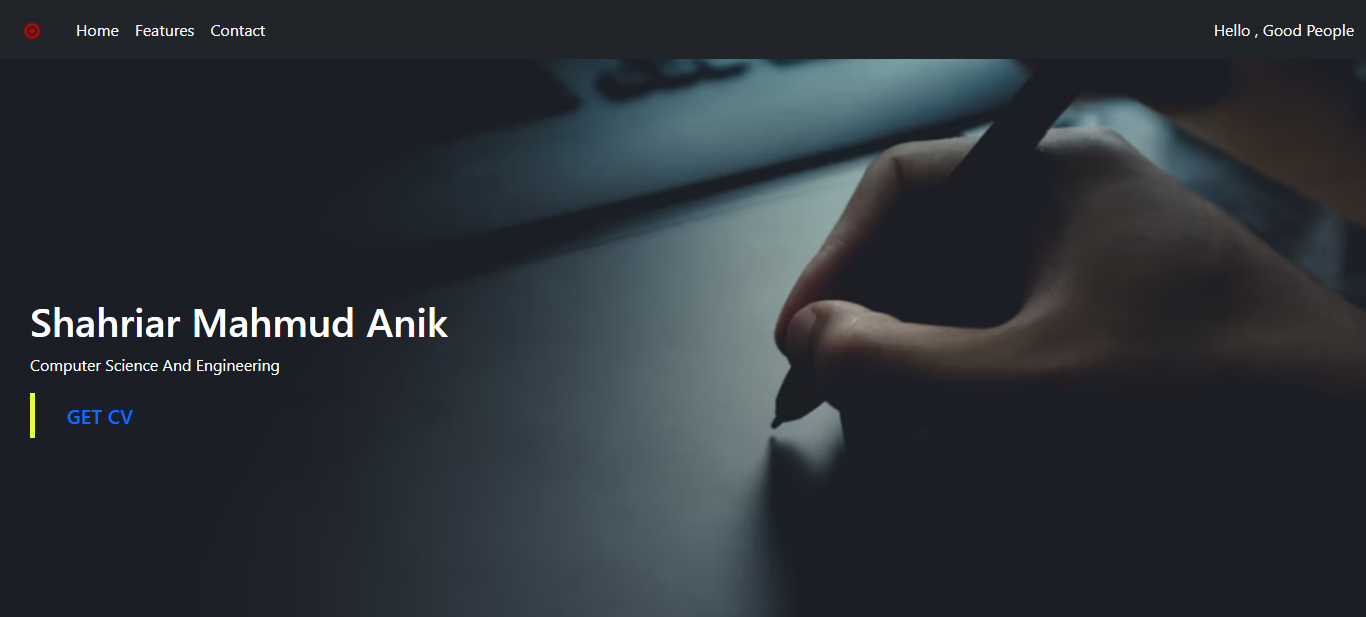 Home Features Contact Hello , Good People
Shahriar Mahmud Anik
Computer Science And Engineering
GET CV